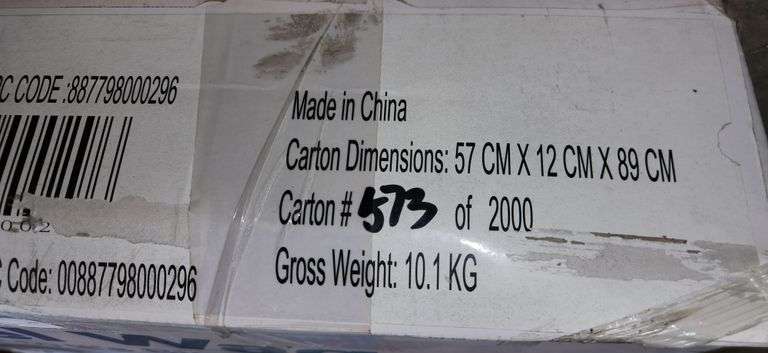 C CODE :887798000296
Made in China
Carton Dimensions: 57 CM X 12 CM X 89 CM
Carton # 573 of 2000
Code: 00887798000296
Gross Weight: 10.1 KG